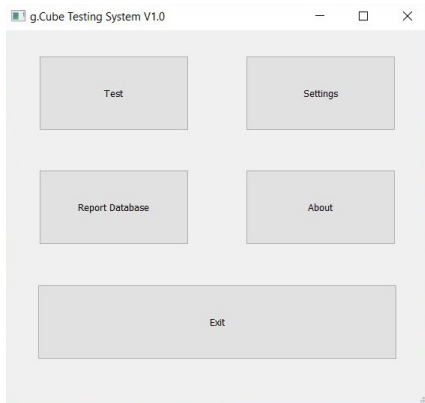 g.Cube Testing System V1.0
Test
Settings
Report Database
About
Exit